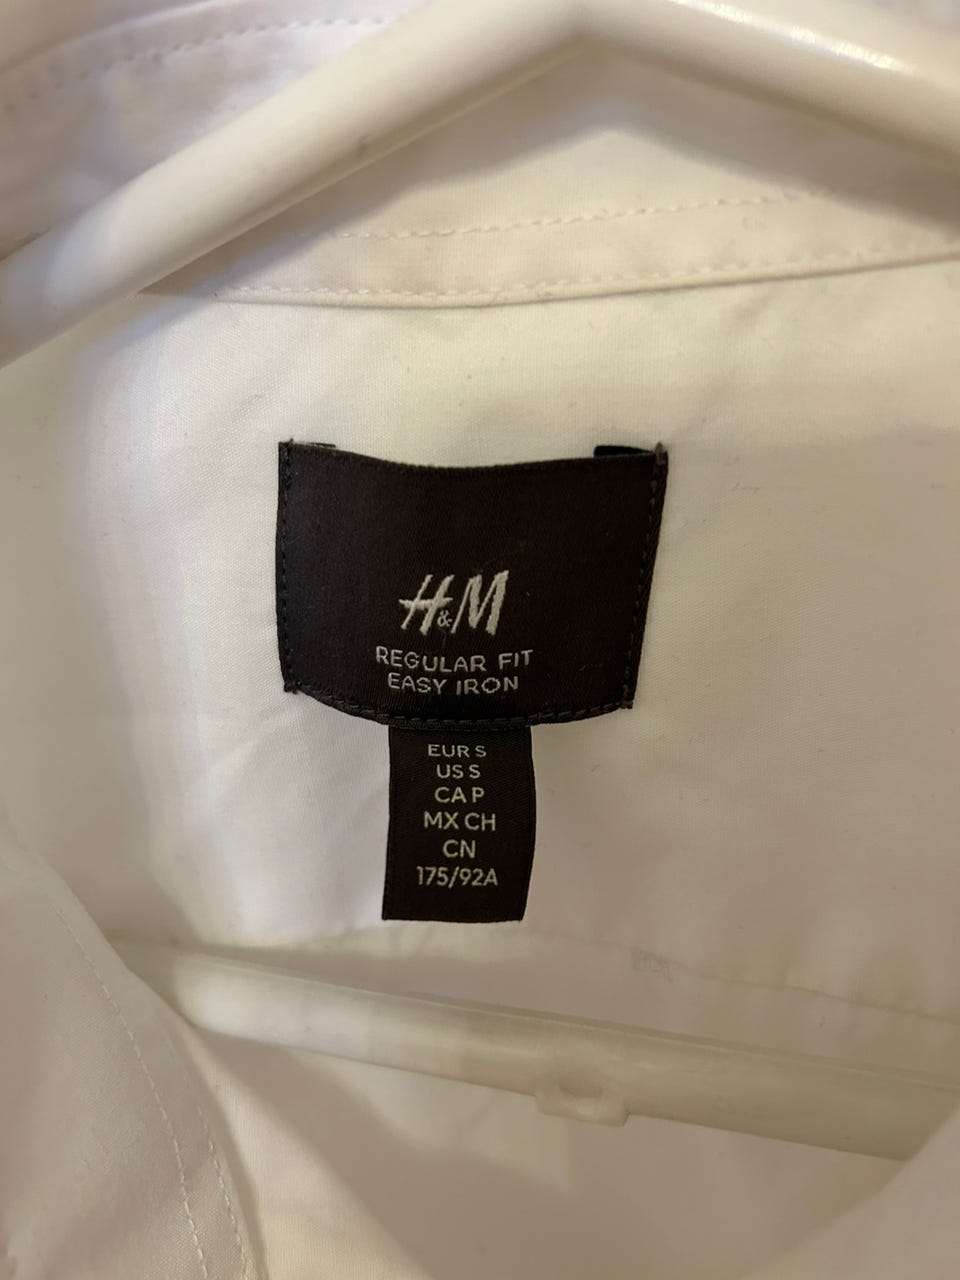 H&M
REGULAR FIT
EASY IRON
EUR S
US S
CA P
MX CH
CN
175/92A